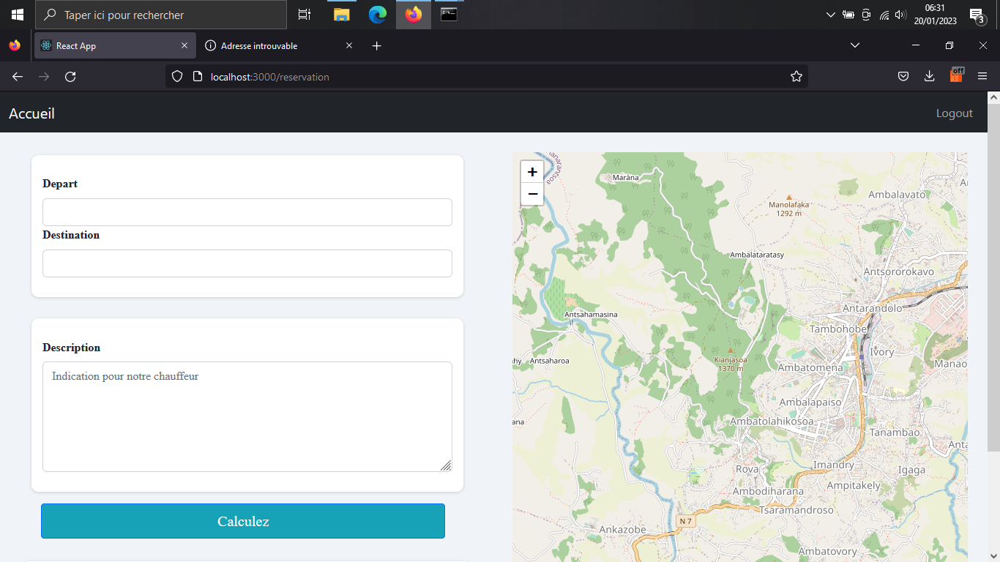 Taper ici pour rechercher
06:31
20/01/2023
3
React App
Adresse introuvable
localhost:3000/reservation
off
Accueil
Logout
Depart
Destination
Description
Indication pour notre chauffeur
Calculez
+
−
Maràna
Manolafaka
1292 m
Ambalavato
Ambalataratasy
Antsororokavo
Antarandolo
Antsahamasina
Tambohobe
Ivory
Kianjasoa
1370 m
Antsaharoa
Ambatomena
Manao
Ambalapaiso
Ambatolahikosoa
Tanambao
Rova
Imandry
Igaga
Ambodiharana
Ampitakely
Tsaramandroso
N 7
Ankazobe
Ambatovory